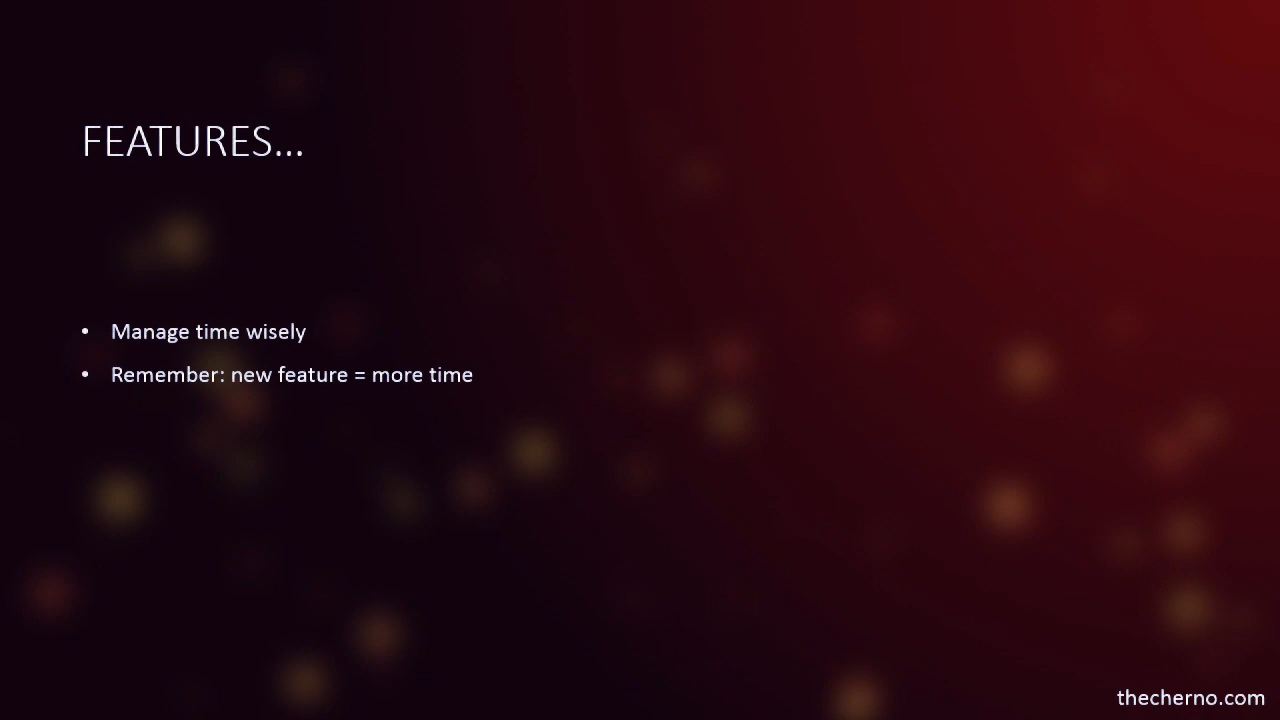 FEATURES...
• Manage time wisely
• Remember: new feature = more time
thecherno.com